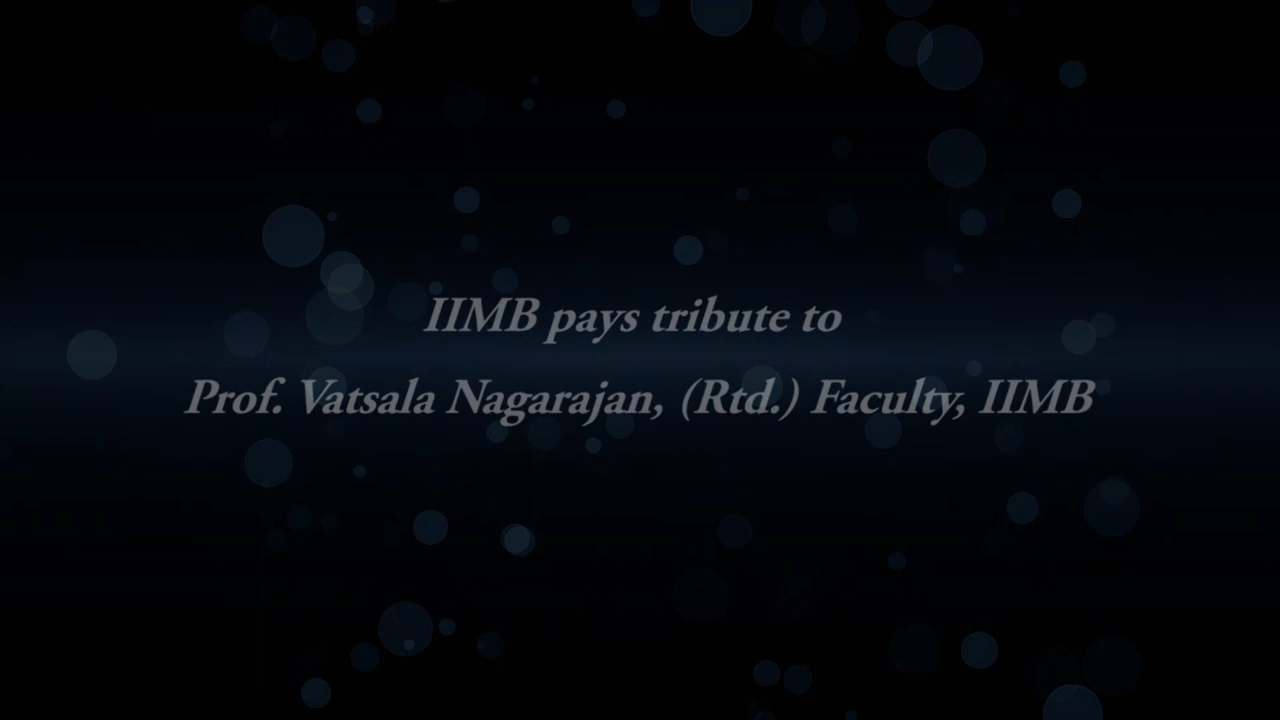 IIMB pays tribute to
Prof. Vatsala Nagarajan, (Rtd.) Faculty, IIMB